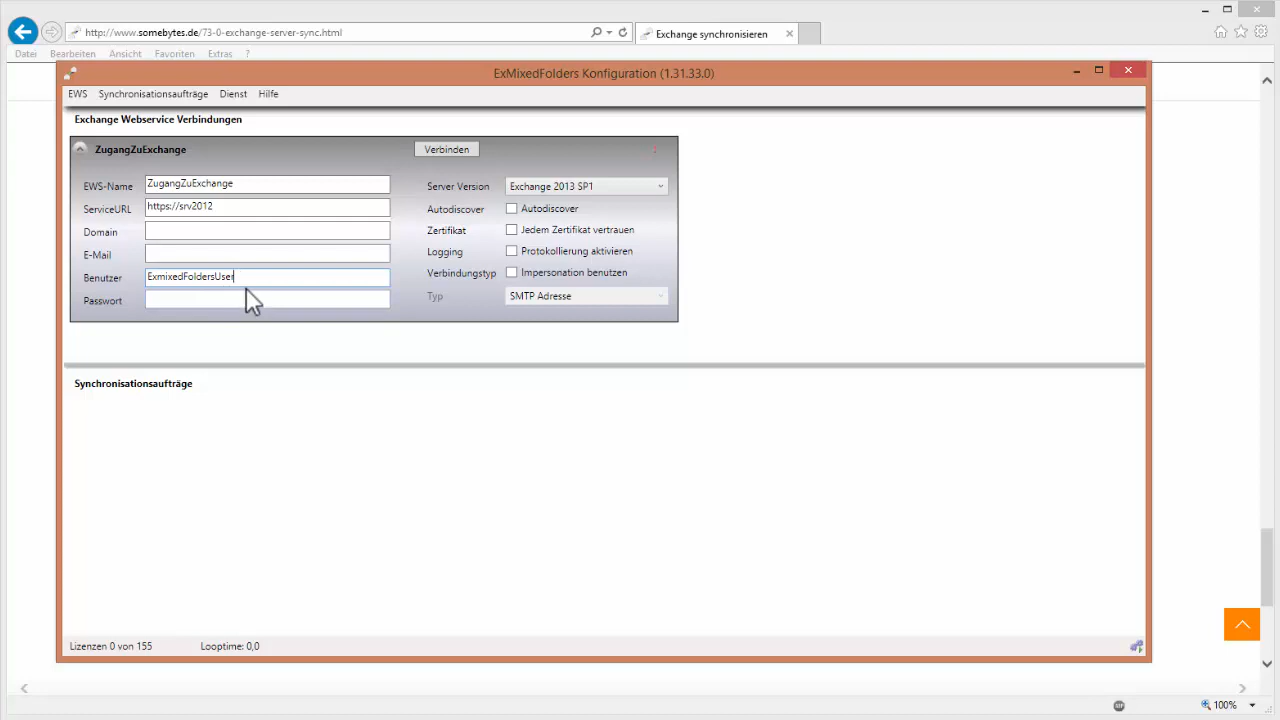 http://www.somebytes.de/73-0-exchange-server-sync.html
Exchange synchronisieren
Datei Bearbeiten Ansicht Favoriten Extras ?
ExMixedFolders Konfiguration (1.31.33.0)
EWS Synchronisationsaufträge Dienst Hilfe
Exchange Webservice Verbindungen
ZugangZuExchange Verbinden
EWS-Name ZugangZuExchange Server Version Exchange 2013 SP1
ServiceURL https://srv2012 Autodiscover Autodiscover
Domain Zertifikat Jedem Zertifikat vertrauen
E-Mail Logging Protokollierung aktivieren
Benutzer ExmixedFoldersUser Verbindungstyp Impersonation benutzen
Passwort Typ SMTP Adresse
Synchronisationsaufträge
Lizenzen 0 von 155 Looptime: 0,0
100%